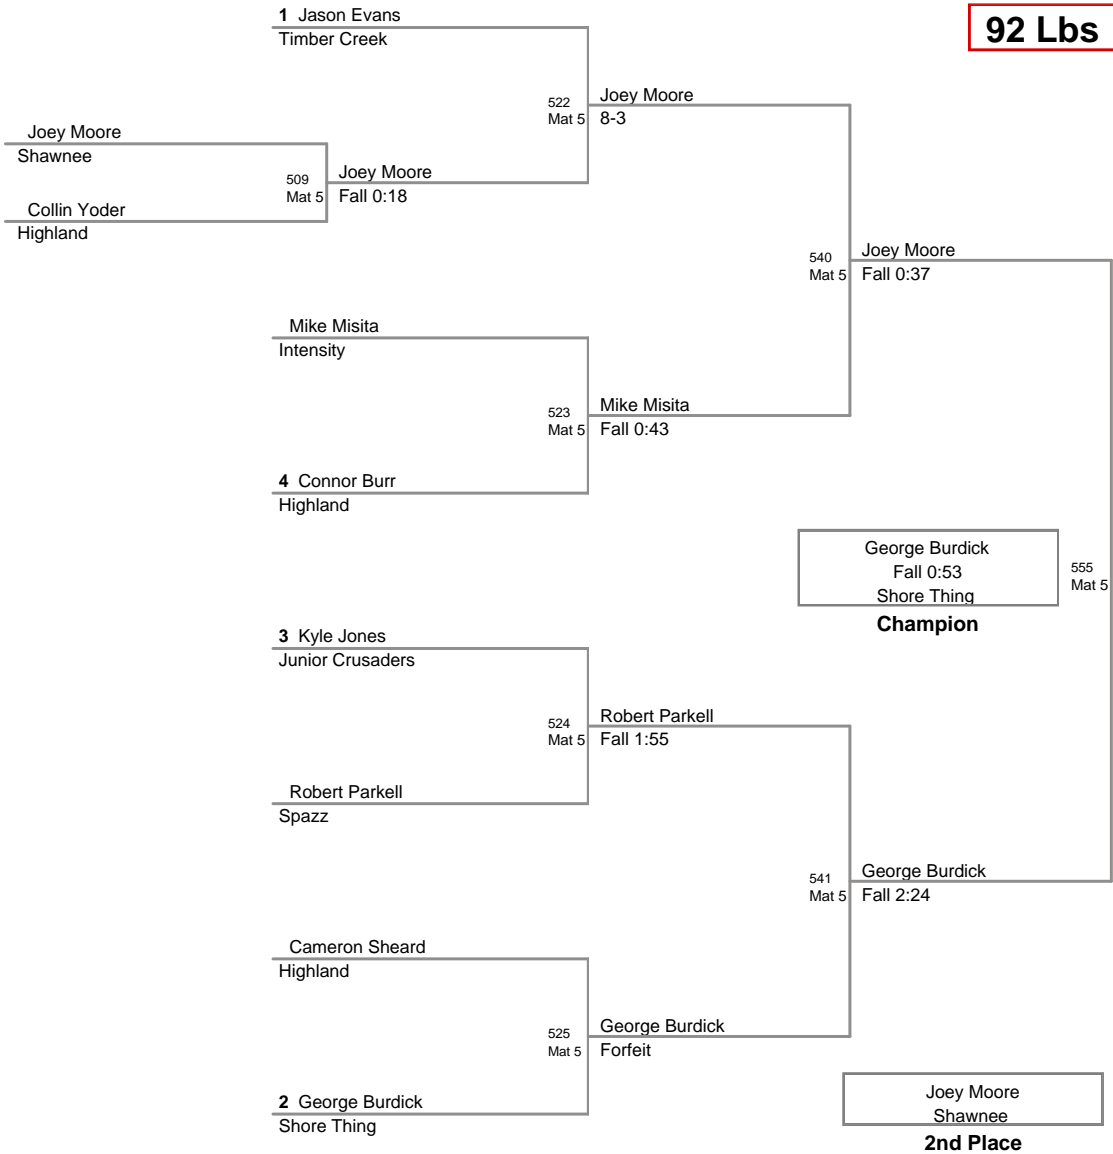 1 Jason Evans
Timber Creek
92 Lbs
522
Mat 5
Joey Moore
8-3
Joey Moore
Shawnee
509
Mat 5
Joey Moore
Fall 0:18
Collin Yoder
Highland
540
Mat 5
Joey Moore
Fall 0:37
Mike Misita
Intensity
523
Mat 5
Mike Misita
Fall 0:43
4 Connor Burr
Highland
George Burdick
Fall 0:53
Shore Thing
Champion
555
Mat 5
3 Kyle Jones
Junior Crusaders
524
Mat 5
Robert Parkell
Fall 1:55
Robert Parkell
Spazz
541
Mat 5
George Burdick
Fall 2:24
Cameron Sheard
Highland
525
Mat 5
George Burdick
Forfeit
2 George Burdick
Shore Thing
Joey Moore
Shawnee
2nd Place